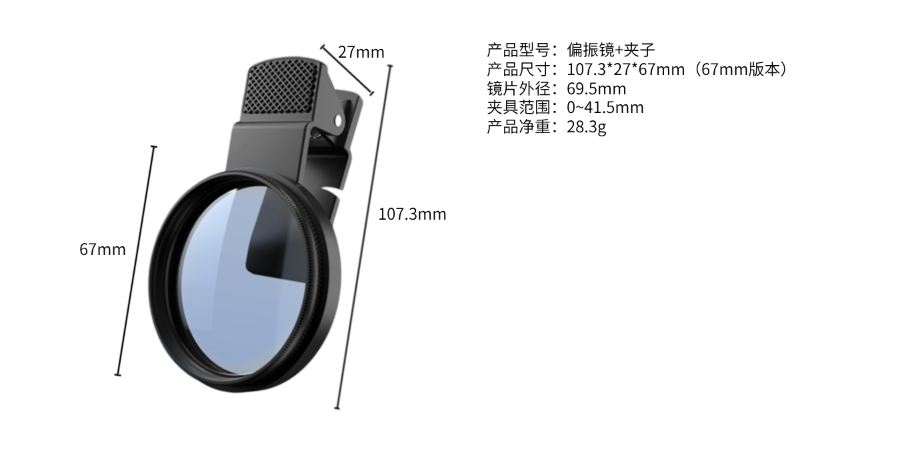 27mm
产品型号：偏振镜+夹子
产品尺寸：107.3*27*67mm（67mm版本）
镜片外径：69.5mm
夹具范围：0~41.5mm
产品净重：28.3g
107.3mm
67mm